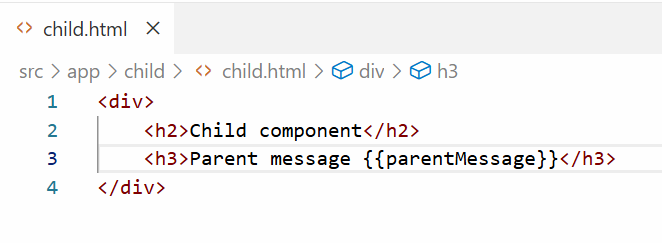 <> child.html ×
src > app > child > <> child.html > div > h3
1 <div>
2     <h2>Child component</h2>
3     <h3>Parent message {{parentMessage}}</h3>
4 </div>